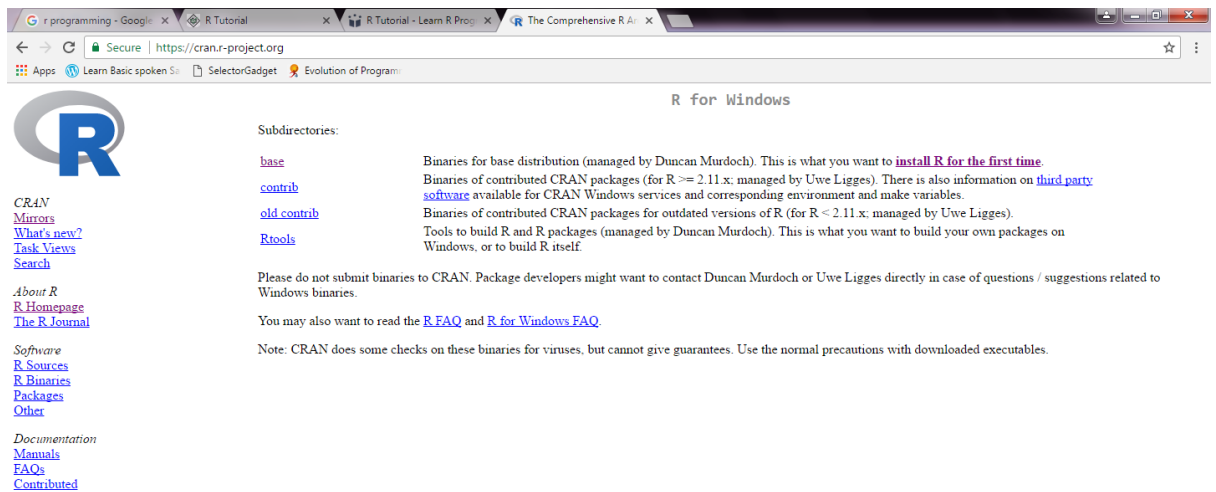 r programming - Google
R Tutorial
R Tutorial - Learn R Prog
The Comprehensive R Ar
Secure | https://cran.r-project.org
Apps
Learn Basic spoken Sa
SelectorGadget
Evolution of Program
R
R for Windows
Subdirectories:
base
Binaries for base distribution (managed by Duncan Murdoch). This is what you want to install R for the first time.
contrib
Binaries of contributed CRAN packages (for R >= 2.11.x; managed by Uwe Ligges). There is also information on third party
software available for CRAN Windows services and corresponding environment and make variables.
old contrib
Binaries of contributed CRAN packages for outdated versions of R (for R < 2.11.x; managed by Uwe Ligges).
Rtools
Tools to build R and R packages (managed by Duncan Murdoch). This is what you want to build your own packages on
Windows, or to build R itself.
Please do not submit binaries to CRAN. Package developers might want to contact Duncan Murdoch or Uwe Ligges directly in case of questions / suggestions related to
Windows binaries.
You may also want to read the R FAQ and R for Windows FAQ.
Note: CRAN does some checks on these binaries for viruses, but cannot give guarantees. Use the normal precautions with downloaded executables.
CRAN
Mirrors
What's new?
Task Views
Search
About R
R Homepage
The R Journal
Software
R Sources
R Binaries
Packages
Other
Documentation
Manuals
FAQs
Contributed